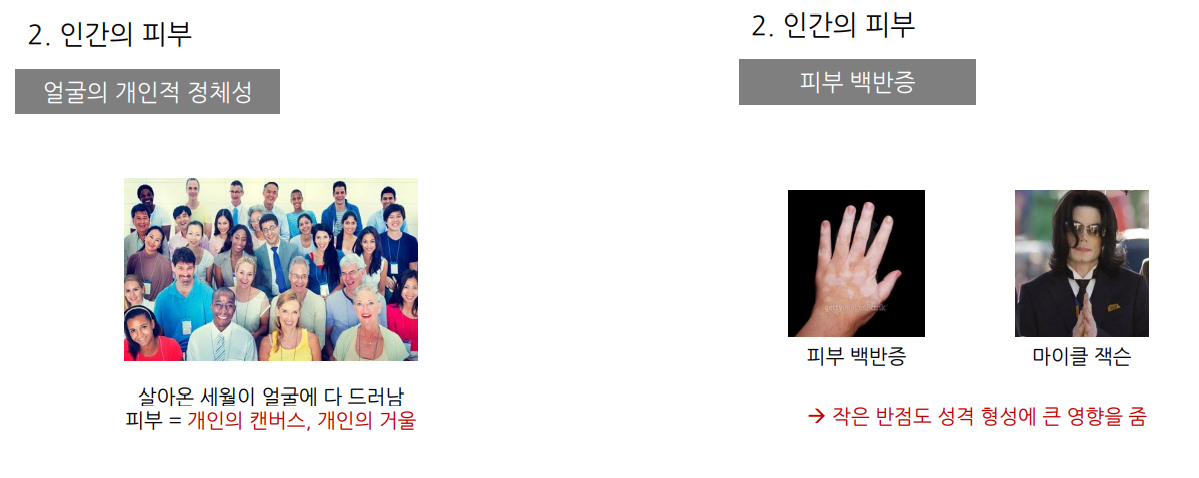 2. 인간의 피부
얼굴의 개인적 정체성
살아온 세월이 얼굴에 다 드러남
피부 = 개인의 캔버스, 개인의 거울
2. 인간의 피부
피부 백반증
피부 백반증
마이클 잭슨
→ 작은 반점도 성격 형성에 큰 영향을 줌